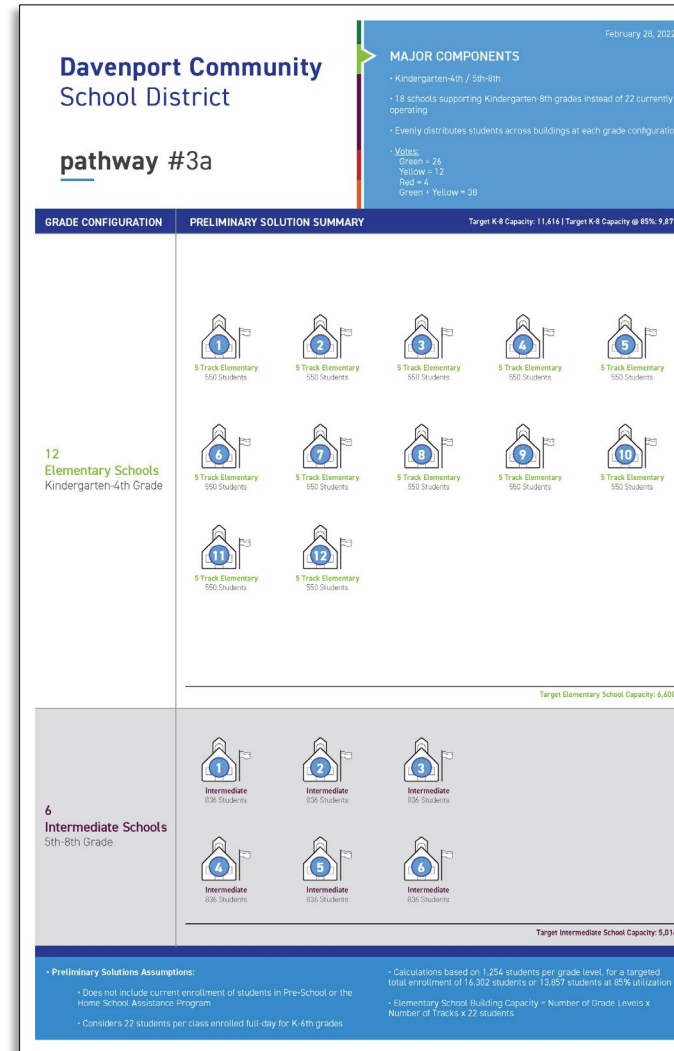 February 28, 2022
Davenport Community
School District
pathway #3a
MAJOR COMPONENTS
• Kindergarten-4th / 5th-8th
• 18 schools supporting Kindergarten-8th grades instead of 22 currently
operating
• Evenly distributes students across buildings at each grade configuration
• Votes:
Green = 26
Yellow = 12
Red = 4
Green + Yellow = 38
GRADE CONFIGURATION
PRELIMINARY SOLUTION SUMMARY
Target K-8 Capacity: 11,616 | Target K-8 Capacity @ 85%: 9,87
12
Elementary Schools
Kindergarten-4th Grade
1 2 3 4 5
5 Track Elementary 5 Track Elementary 5 Track Elementary 5 Track Elementary 5 Track Elementary
550 Students 550 Students 550 Students 550 Students 550 Students
6 7 8 9 10
5 Track Elementary 5 Track Elementary 5 Track Elementary 5 Track Elementary 5 Track Elementary
550 Students 550 Students 550 Students 550 Students 550 Students
11 12
5 Track Elementary 5 Track Elementary
550 Students 550 Students
Target Elementary School Capacity: 6,600
6
Intermediate Schools
5th-8th Grade
1 2 3
Intermediate Intermediate Intermediate
836 Students 836 Students 836 Students
4 5 6
Intermediate Intermediate Intermediate
836 Students 836 Students 836 Students
Target Intermediate School Capacity: 5,016
• Preliminary Solutions Assumptions:
• Does not include current enrollment of students in Pre-School or the
Home School Assistance Program
• Considers 22 students per class enrolled full-day for K-6th grades
• Calculations based on 1,254 students per grade level, for a targeted
total enrollment of 16,302 students or 13,857 students at 85% utilization
• Elementary School Building Capacity = Number of Grade Levels x
Number of Tracks x 22 students